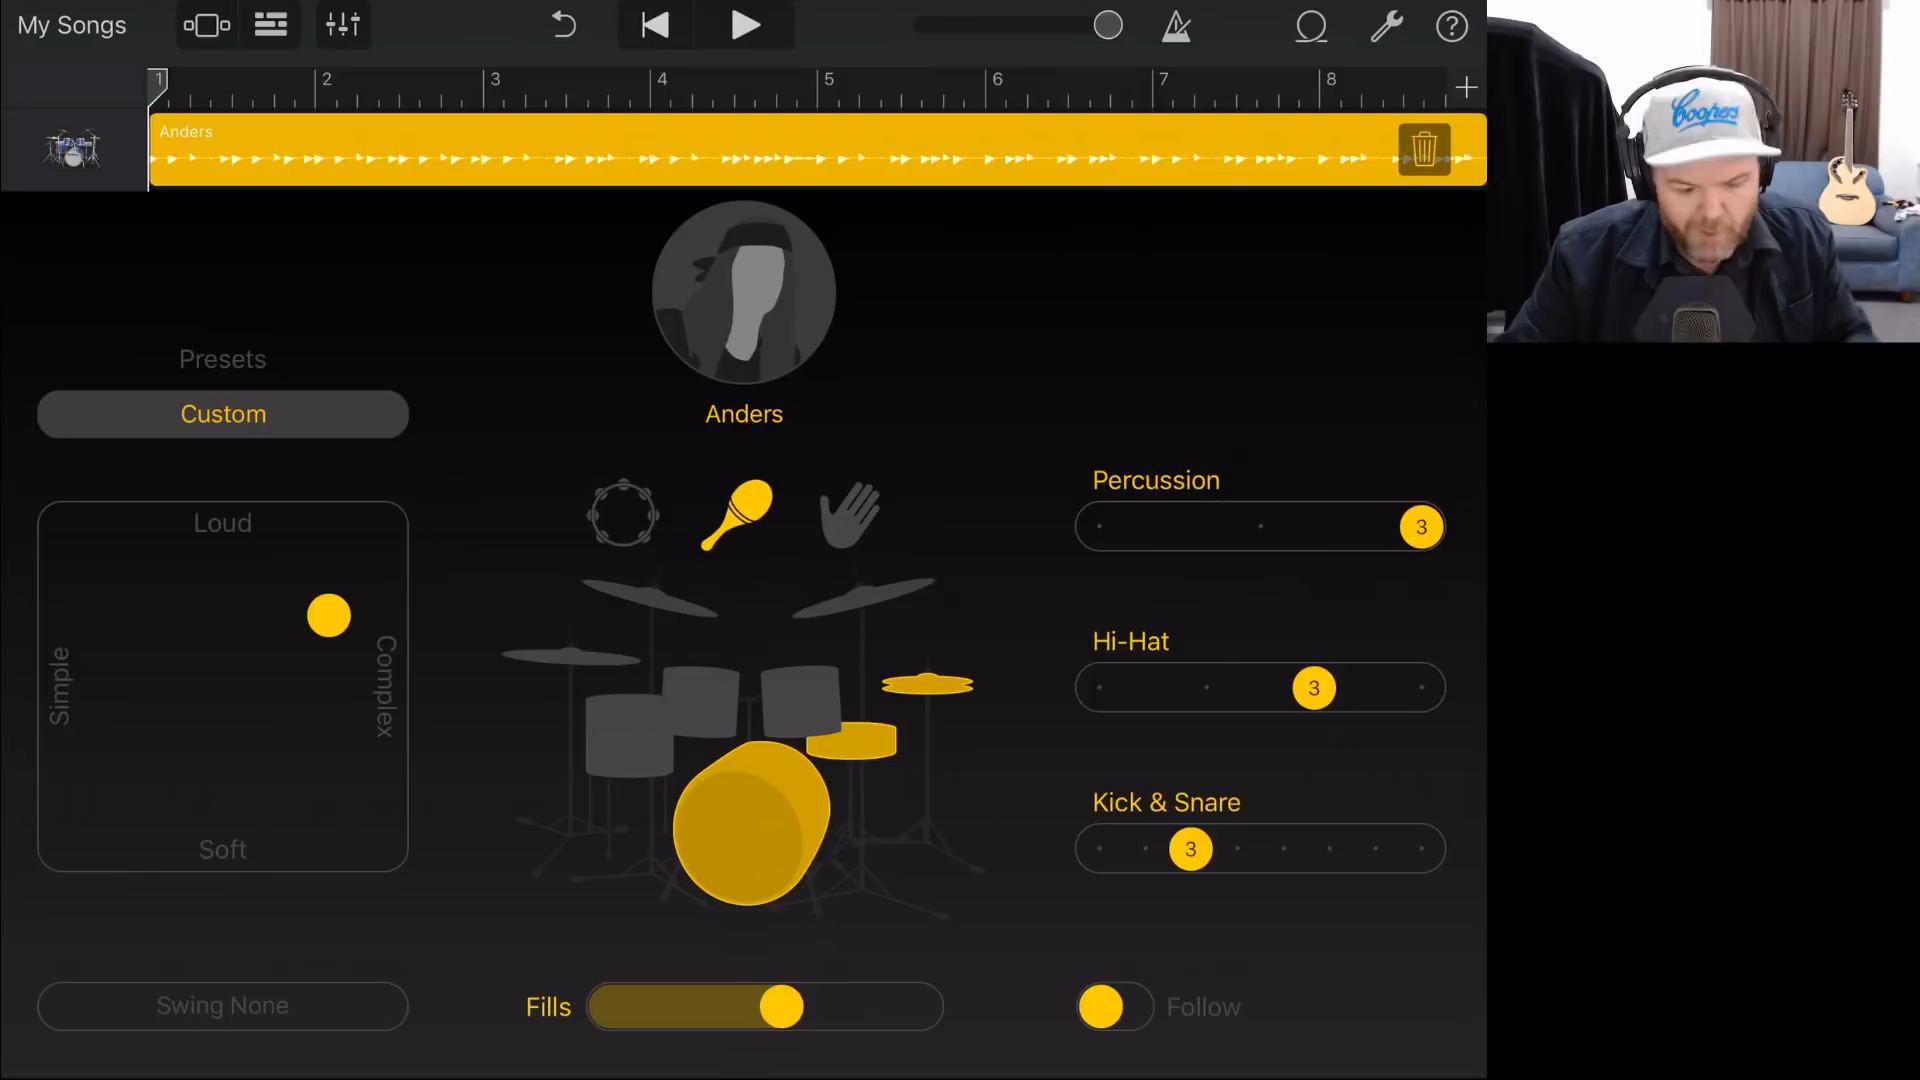 My Songs
1 2 3 4 5 6 7 8
Anders
Coopers
Presets
Custom
Anders
Loud
Simple
Complex
Soft
Percussion
3
Hi-Hat
3
Kick & Snare
3
Swing None
Fills
Follow